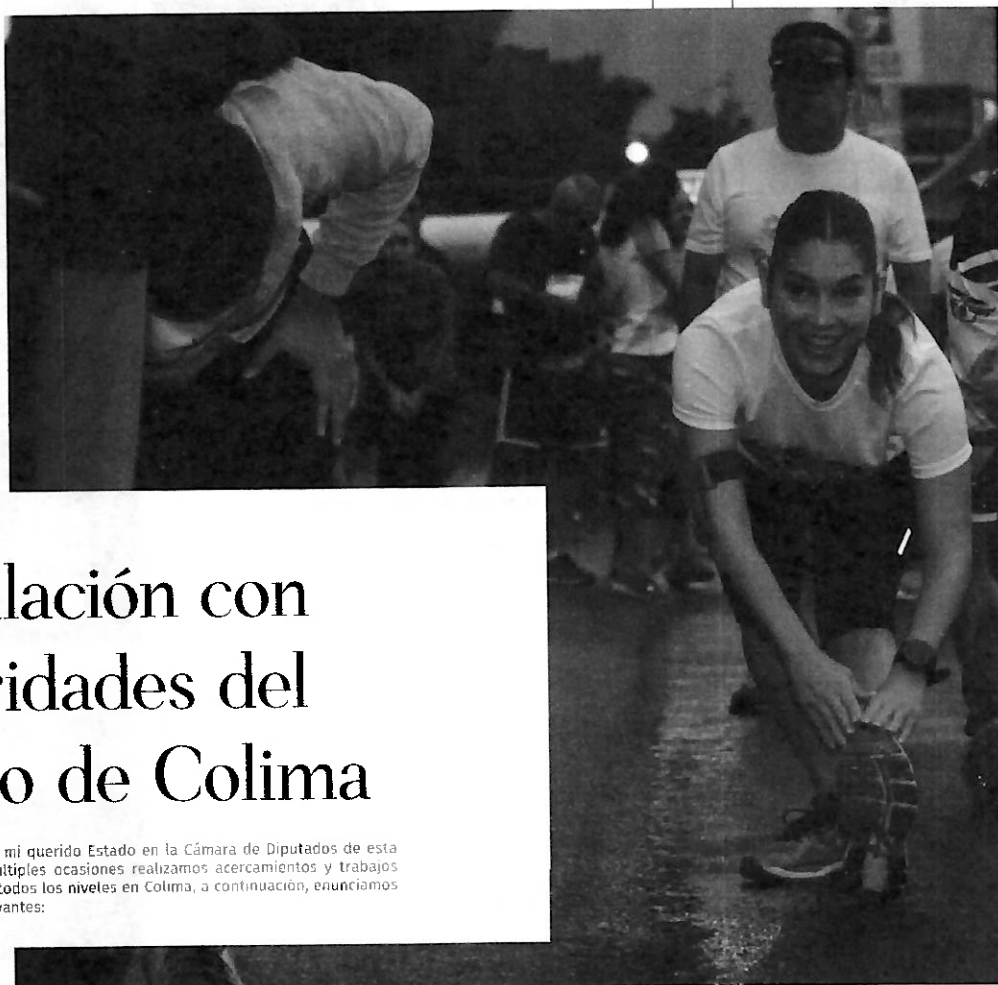 lación con
ridades del
o de Colima
mi querido Estado en la Cámara de Diputados de esta
ltiples ocasiones realizamos acercamientos y trabajos
todos los niveles en Colima, a continuación, enunciamos
vantes: